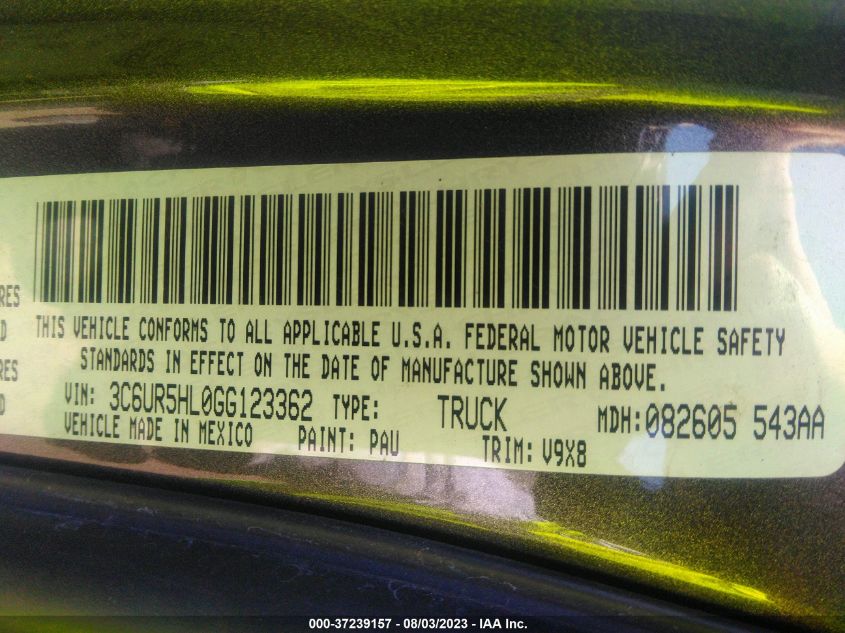 RES
D
RES
D
THIS VEHICLE CONFORMS TO ALL APPLICABLE U.S.A. FEDERAL MOTOR VEHICLE SAFETY
STANDARDS IN EFFECT ON THE DATE OF MANUFACTURE SHOWN ABOVE.
VIN: 3C6UR5HL0GG123362 TYPE: TRUCK MDH:082605 543AA
VEHICLE MADE IN MEXICO PAINT: PAU TRIM: V9X8
000-37239157 - 08/03/2023 - IAA Inc.